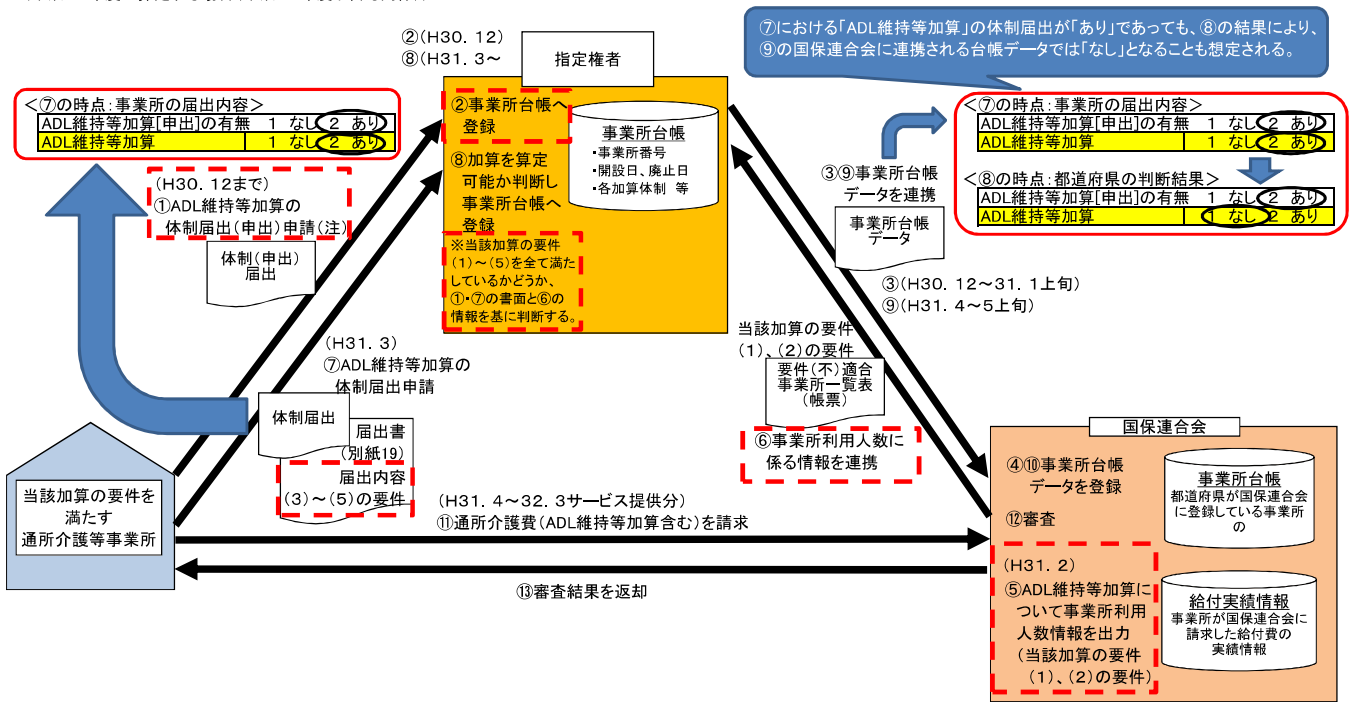 ⑦における「ADL維持等加算」の体制届出が「あり」であっても、⑧の結果により、
⑨の国保連合会に連携される台帳データでは「なし」となることも想定される。
②(H30.12)
⑧(H31.3~
指定権者
<⑦の時点:事業所の届出内容>
ADL維持等加算[申出]の有無 1 なし 2 あり
ADL維持等加算 1 なし 2 あり
(H30.12まで)
①ADL維持等加算の
体制届出(申出)申請(注)
体制(申出)
届出
②事業所台帳へ
登録
⑧加算を算定
可能か判断し
事業所台帳へ
登録
※当該加算の要件
(1)~(5)を全て満た
しているかどうか、
①・⑦の書面と⑥の
情報を基に判断する。
事業所台帳
・事業所番号
・開設日、廃止日
・各加算体制 等
③⑨事業所台帳
データを連携
事業所台帳
データ
③(H30.12~31.1上旬)
⑨(H31.4~5上旬)
<⑦の時点:事業所の届出内容>
ADL維持等加算[申出]の有無 1 なし 2 あり
ADL維持等加算 1 なし 2 あり
<⑧の時点:都道府県の判断結果>
ADL維持等加算[申出]の有無 1 なし 2 あり
ADL維持等加算 1 なし 2 あり
(H31.3)
⑦ADL維持等加算の
体制届出申請
体制届出
届出書
(別紙19)
届出内容
(3)~(5)の要件
当該加算の要件
(1)、(2)の要件
要件(不)適合
事業所一覧表
(帳票)
⑥事業所利用人数に
係る情報を連携
当該加算の要件を
満たす
通所介護等事業所
(H31.4~32.3サービス提供分)
⑪通所介護費(ADL維持等加算含む)を請求
⑬審査結果を返却
国保連合会
④⑩事業所台帳
データを登録
⑫審査
(H31.2)
⑤ADL維持等加算に
ついて事業所利用
人数情報を出力
(当該加算の要件
(1)、(2)の要件)
事業所台帳
都道府県が国保連合会
に登録している事業所
の
給付実績情報
事業所が国保連合会に
請求した給付費の
実績情報